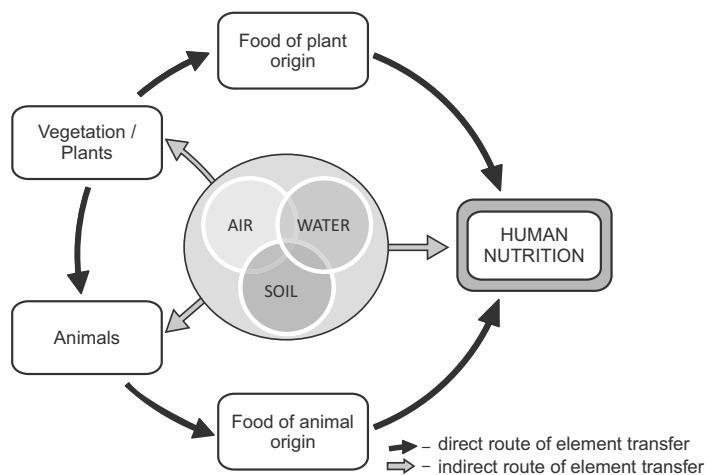 Food of plant
origin
Vegetation /
Plants
AIR
WATER
SOIL
HUMAN
NUTRITION
Animals
Food of animal
origin
– direct route of element transfer
– indirect route of element transfer